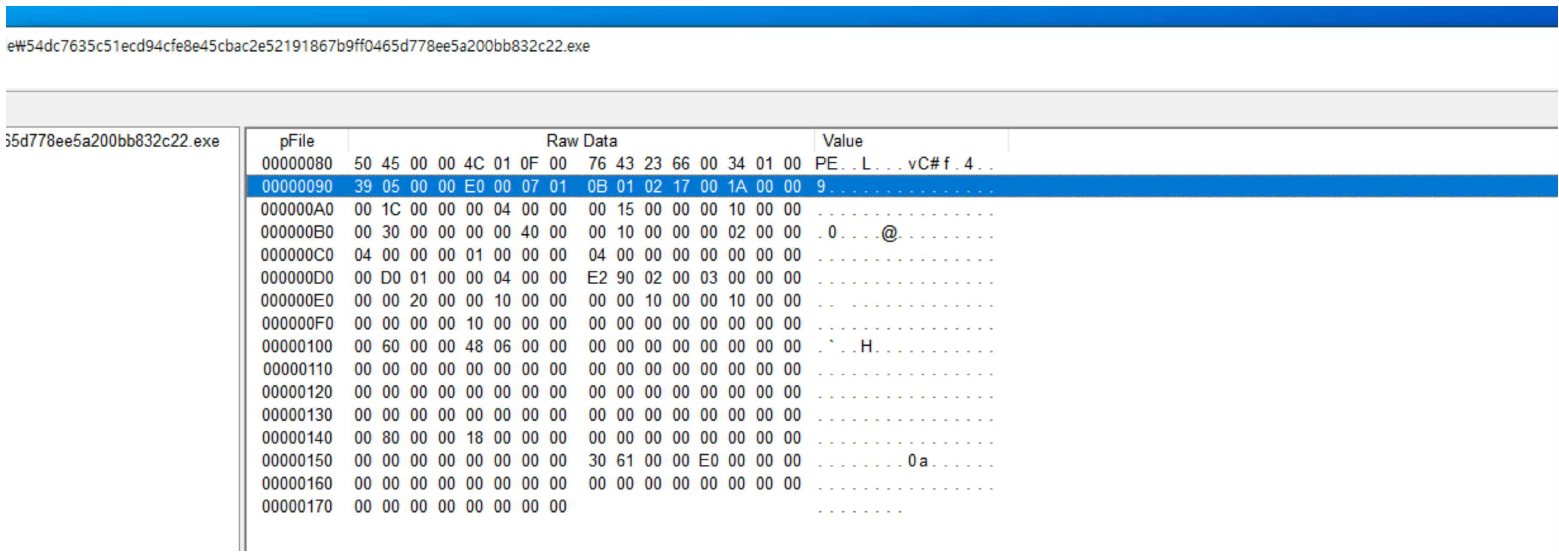 e₩54dc7635c51ecd94cfe8e45cbac2e52191867b9ff0465d778ee5a200bb832c22.exe
65d778ee5a200bb832c22.exe
pFile Raw Data Value
00000080 50 45 00 00 4C 01 0F 00 76 43 23 66 00 34 01 00 PE..L...vC#f.4..
00000090 39 05 00 00 E0 00 07 01 0B 01 02 17 00 1A 00 00 9...............
000000A0 00 1C 00 00 00 04 00 00 00 15 00 00 00 10 00 00 ................
000000B0 00 30 00 00 00 00 40 00 00 10 00 00 00 02 00 00 .0....@.........
000000C0 04 00 00 00 01 00 00 00 04 00 00 00 00 00 00 00 ................
000000D0 00 D0 01 00 00 04 00 00 E2 90 02 00 03 00 00 00 ................
000000E0 00 00 20 00 00 10 00 00 00 00 10 00 00 10 00 00 .. .............
000000F0 00 00 00 00 10 00 00 00 00 00 00 00 00 00 00 00 ................
00000100 00 60 00 00 48 06 00 00 00 00 00 00 00 00 00 00 .`..H...........
00000110 00 00 00 00 00 00 00 00 00 00 00 00 00 00 00 00 ................
00000120 00 00 00 00 00 00 00 00 00 00 00 00 00 00 00 00 ................
00000130 00 00 00 00 00 00 00 00 00 00 00 00 00 00 00 00 ................
00000140 00 80 00 00 18 00 00 00 00 00 00 00 00 00 00 00 ................
00000150 00 00 00 00 00 00 00 00 30 61 00 00 E0 00 00 00 ........0a......
00000160 00 00 00 00 00 00 00 00 00 00 00 00 00 00 00 00 ................
00000170 00 00 00 00 00 00 00 00 ........